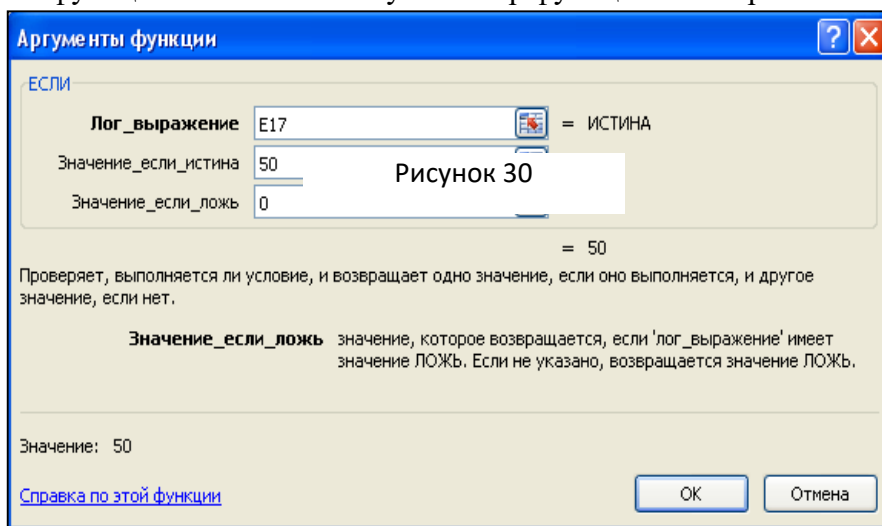 Аргументы функции
ЕСЛИ
Лог_выражение E17 = ИСТИНА
Значение_если_истина 50
Рисунок 30
Значение_если_ложь 0
= 50
Проверяет, выполняется ли условие, и возвращает одно значение, если оно выполняется, и другое
значение, если нет.
Значение_если_ложь значение, которое возвращается, если 'лог_выражение' имеет
значение ЛОЖЬ. Если не указано, возвращается значение ЛОЖЬ.
Значение: 50
Справка по этой функции
ОК
Отмена